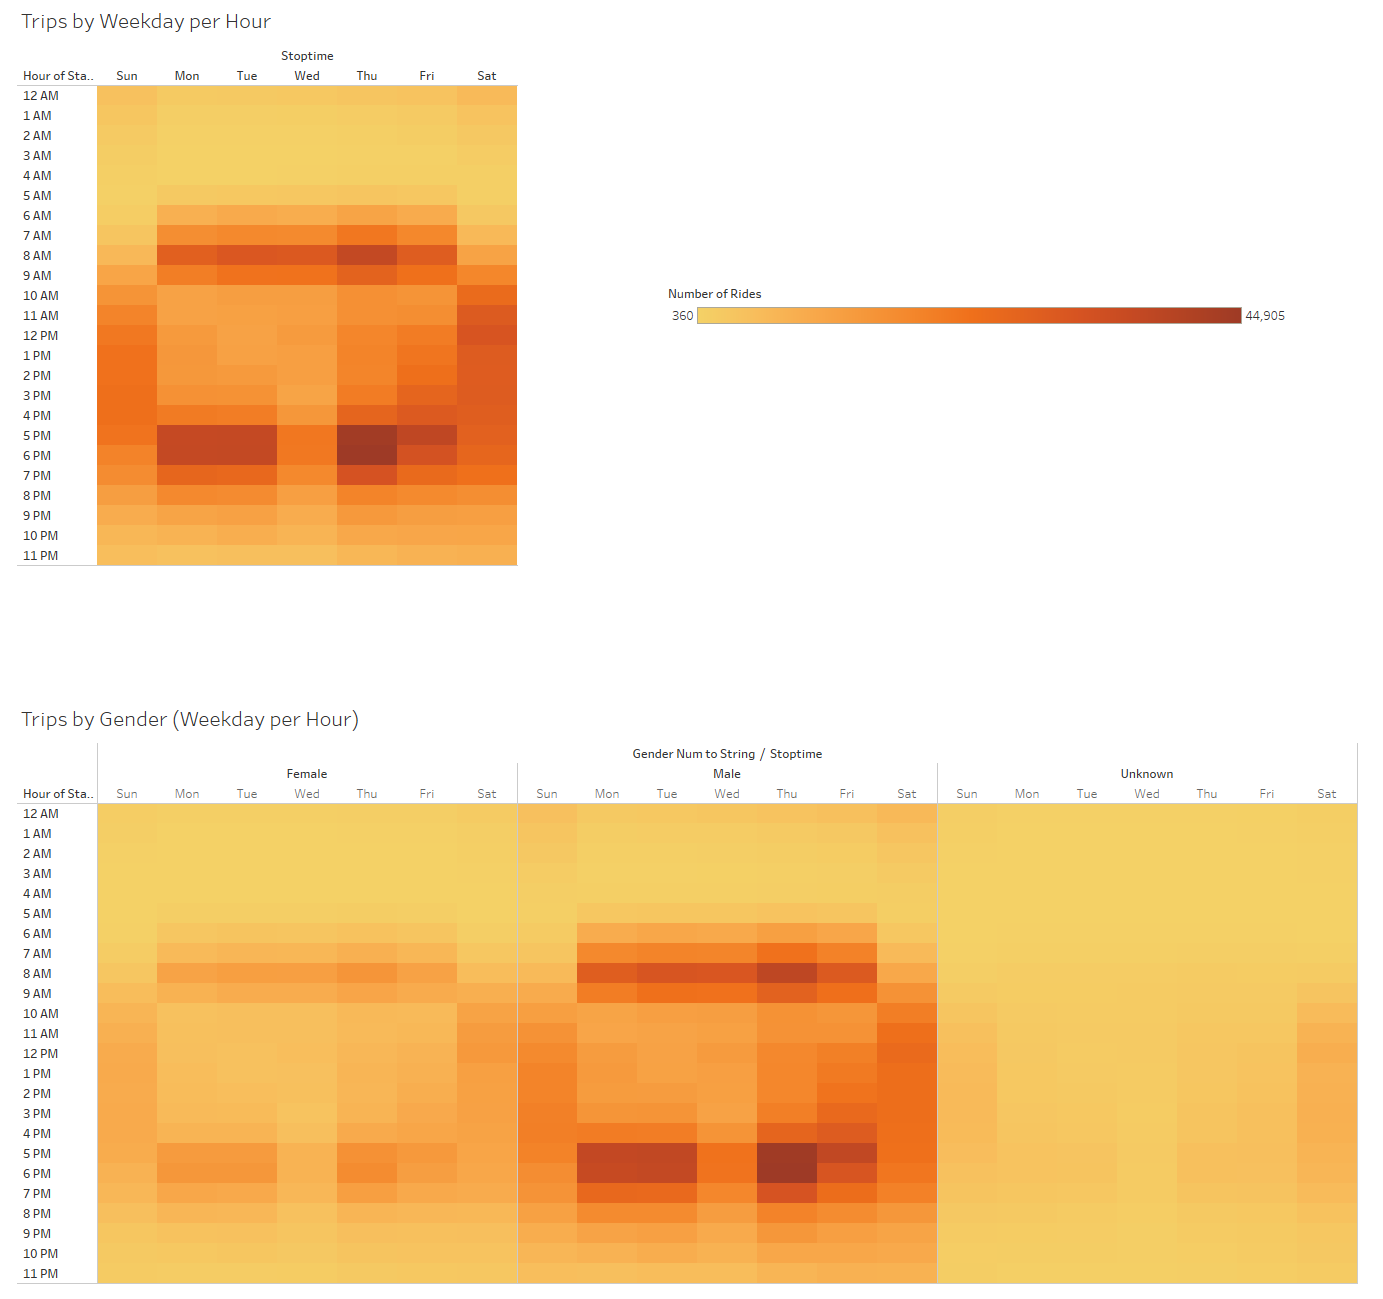 Trips by Weekday per Hour
Stoptime
Hour of Sta.. Sun Mon Tue Wed Thu Fri Sat
12 AM
1 AM
2 AM
3 AM
4 AM
5 AM
6 AM
7 AM
8 AM
9 AM
10 AM
11 AM
12 PM
1 PM
2 PM
3 PM
4 PM
5 PM
6 PM
7 PM
8 PM
9 PM
10 PM
11 PM
Number of Rides
360 44,905
Trips by Gender (Weekday per Hour)
Gender Num to String / Stoptime
Female Male Unknown
Hour of Sta.. Sun Mon Tue Wed Thu Fri Sat Sun Mon Tue Wed Thu Fri Sat Sun Mon Tue Wed Thu Fri Sat
12 AM
1 AM
2 AM
3 AM
4 AM
5 AM
6 AM
7 AM
8 AM
9 AM
10 AM
11 AM
12 PM
1 PM
2 PM
3 PM
4 PM
5 PM
6 PM
7 PM
8 PM
9 PM
10 PM
11 PM